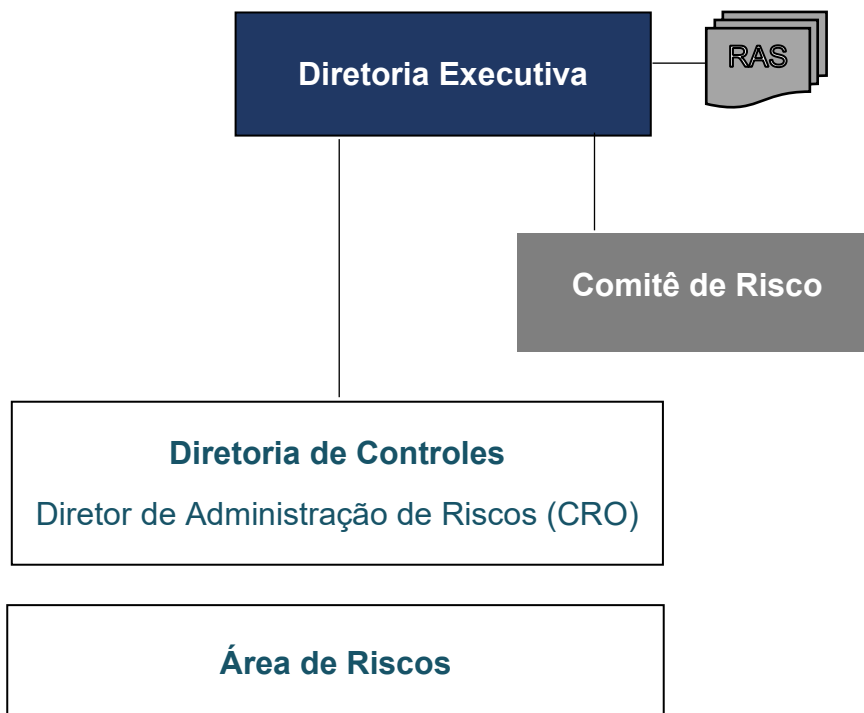 Diretoria Executiva
RAS
Comitê de Risco
Diretoria de Controles
Diretor de Administração de Riscos (CRO)
Área de Riscos